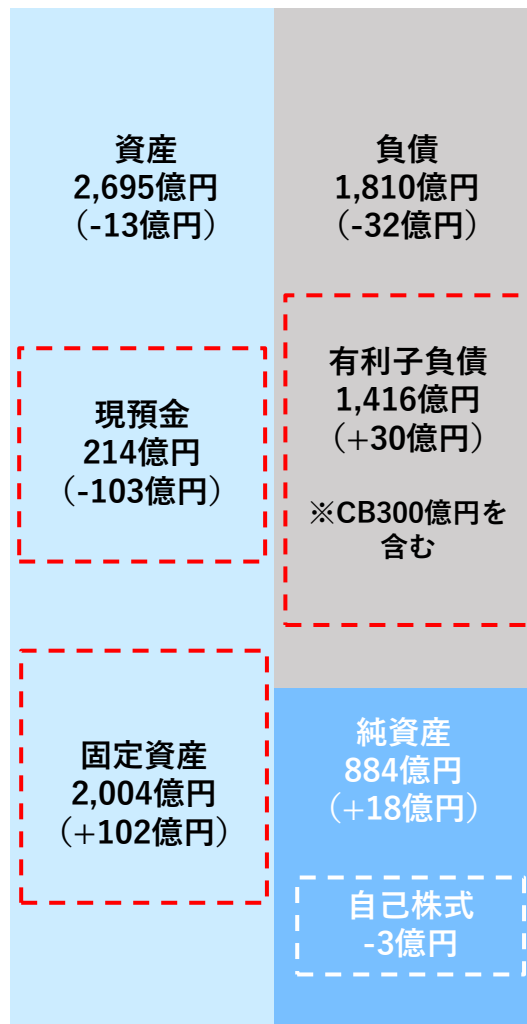 資産
2,695億円
（-13億円）
現預金
214億円
（-103億円）
固定資産
2,004億円
（+102億円）
負債
1,810億円
（-32億円）
有利子負債
1,416億円
（+30億円）
※CB300億円を
含む
純資産
884億円
（+18億円）
自己株式
-3億円